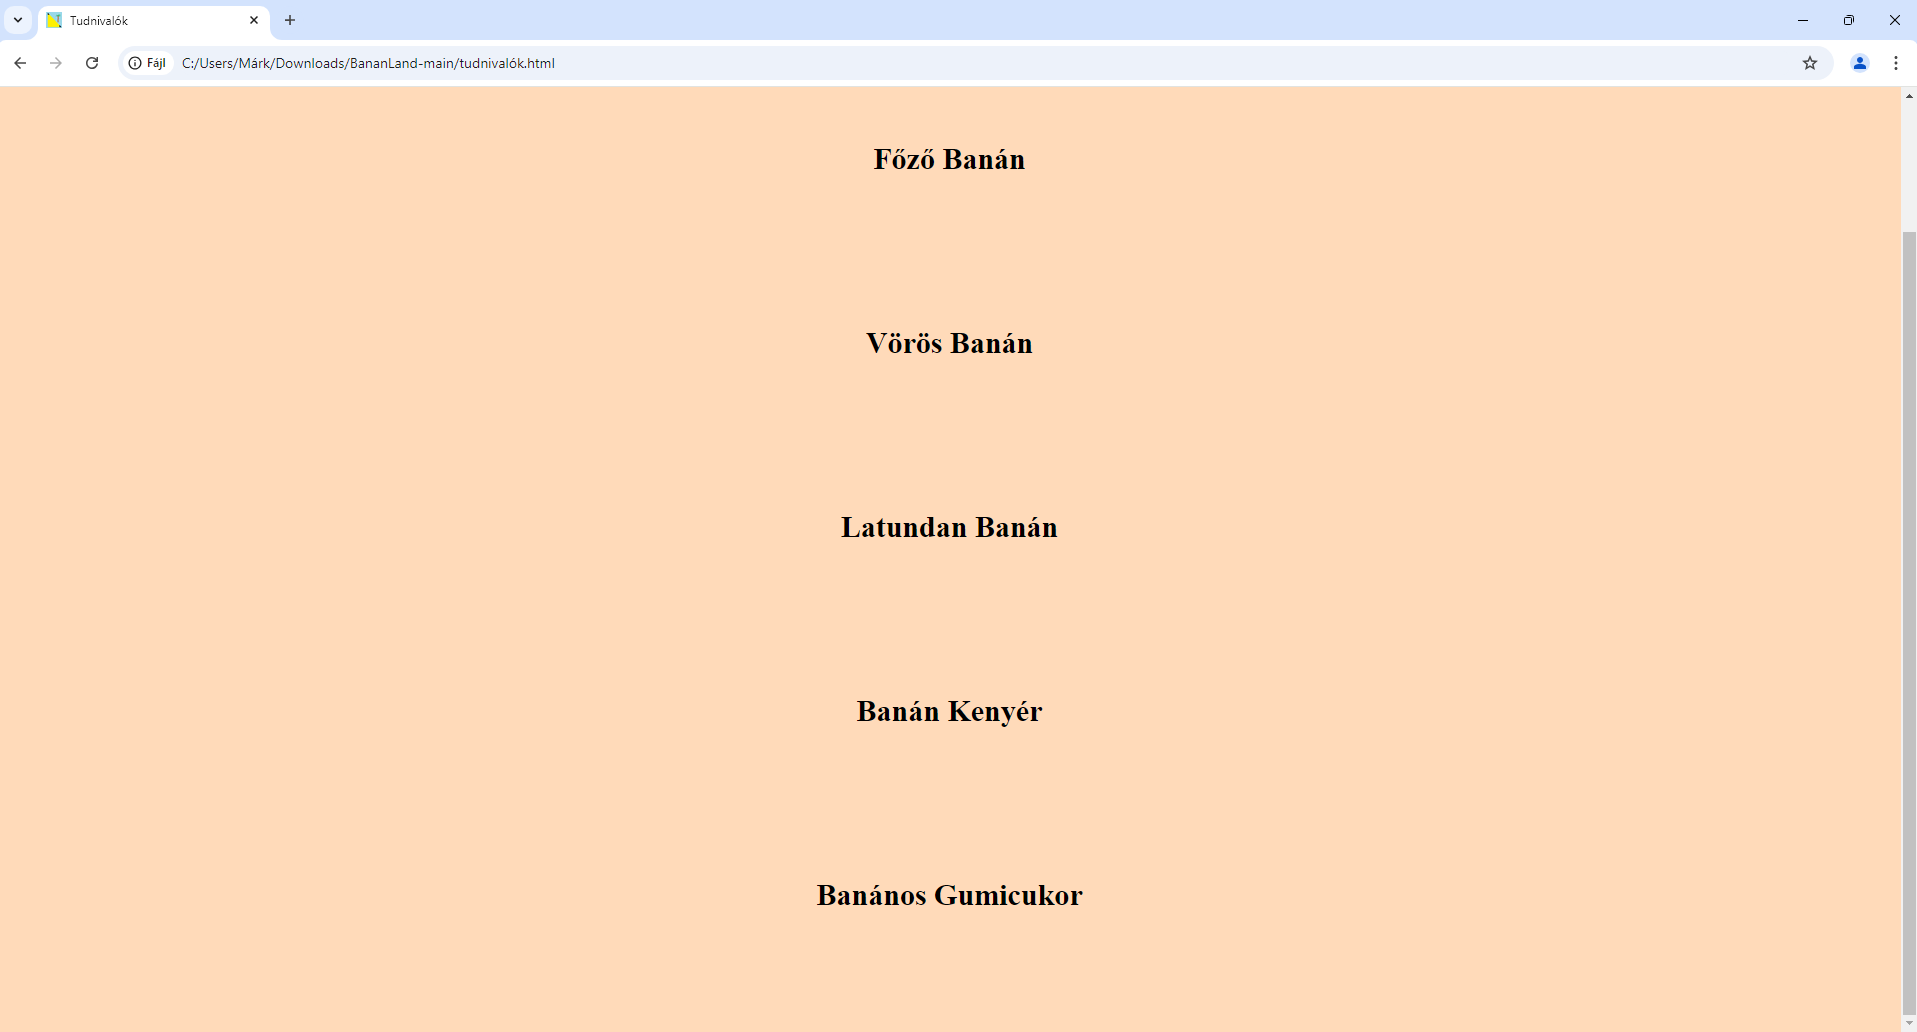 Tudnivalók
Fájl
C:/Users/Márk/Downloads/BananLand-main/tudnivalók.html
Főző Banán
Vörös Banán
Latundan Banán
Banán Kenyér
Banános Gumicukor